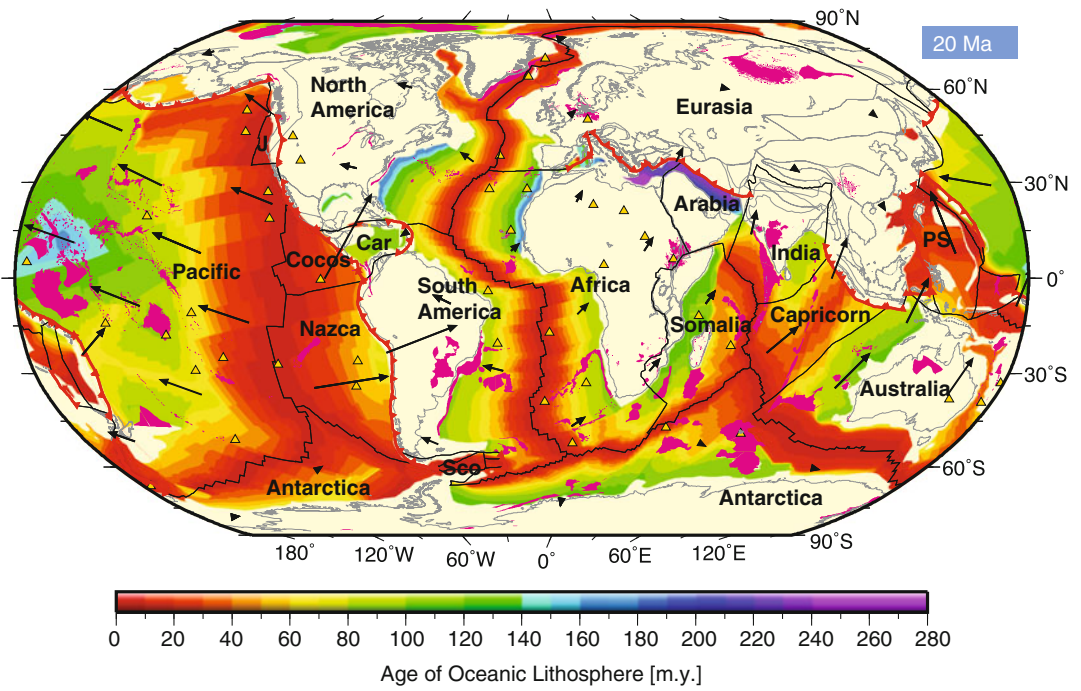 90˚N
20 Ma
60˚N
North
America
Eurasia
J
30˚N
Arabia
Car
India
PS
Cocos
Pacific
0˚
South
America
Africa
Nazca
Somalia
Capricorn
30˚S
Australia
60˚S
Sco
Antarctica
Antarctica
90˚S
180˚
120˚W
60˚W
0˚
60˚E
120˚E
0
20
40
60
80
100
120
140
160
180
200
220
240
260
280
Age of Oceanic Lithosphere [m.y.]